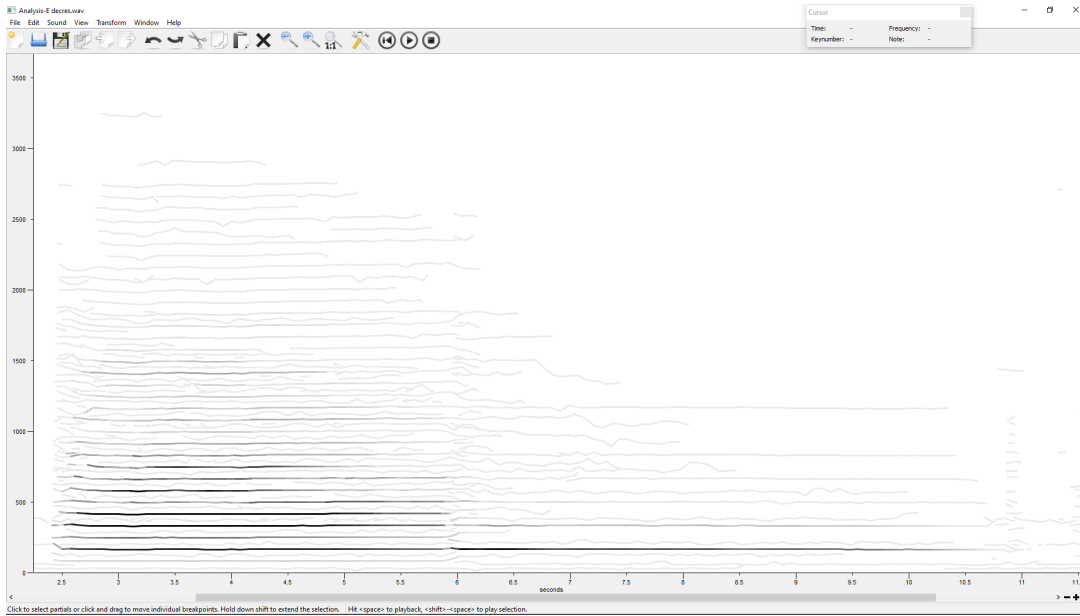 Analysis-E decres.wav
File Edit Sound View Transform Window Help
Cursor
Time: - Frequency: -
Keynumber: - Note: -
1:1
3500
3000
2500
2000
1500
1000
500
0
2.5 3 3.5 4 4.5 5 5.5 6 6.5 7 7.5 8 8.5 9 9.5 10 10.5 11 11.
seconds
Click to select partials or click and drag to move individual breakpoints. Hold down shift to extend the selection. Hit <space> to playback, <shift>-<space> to play selection.